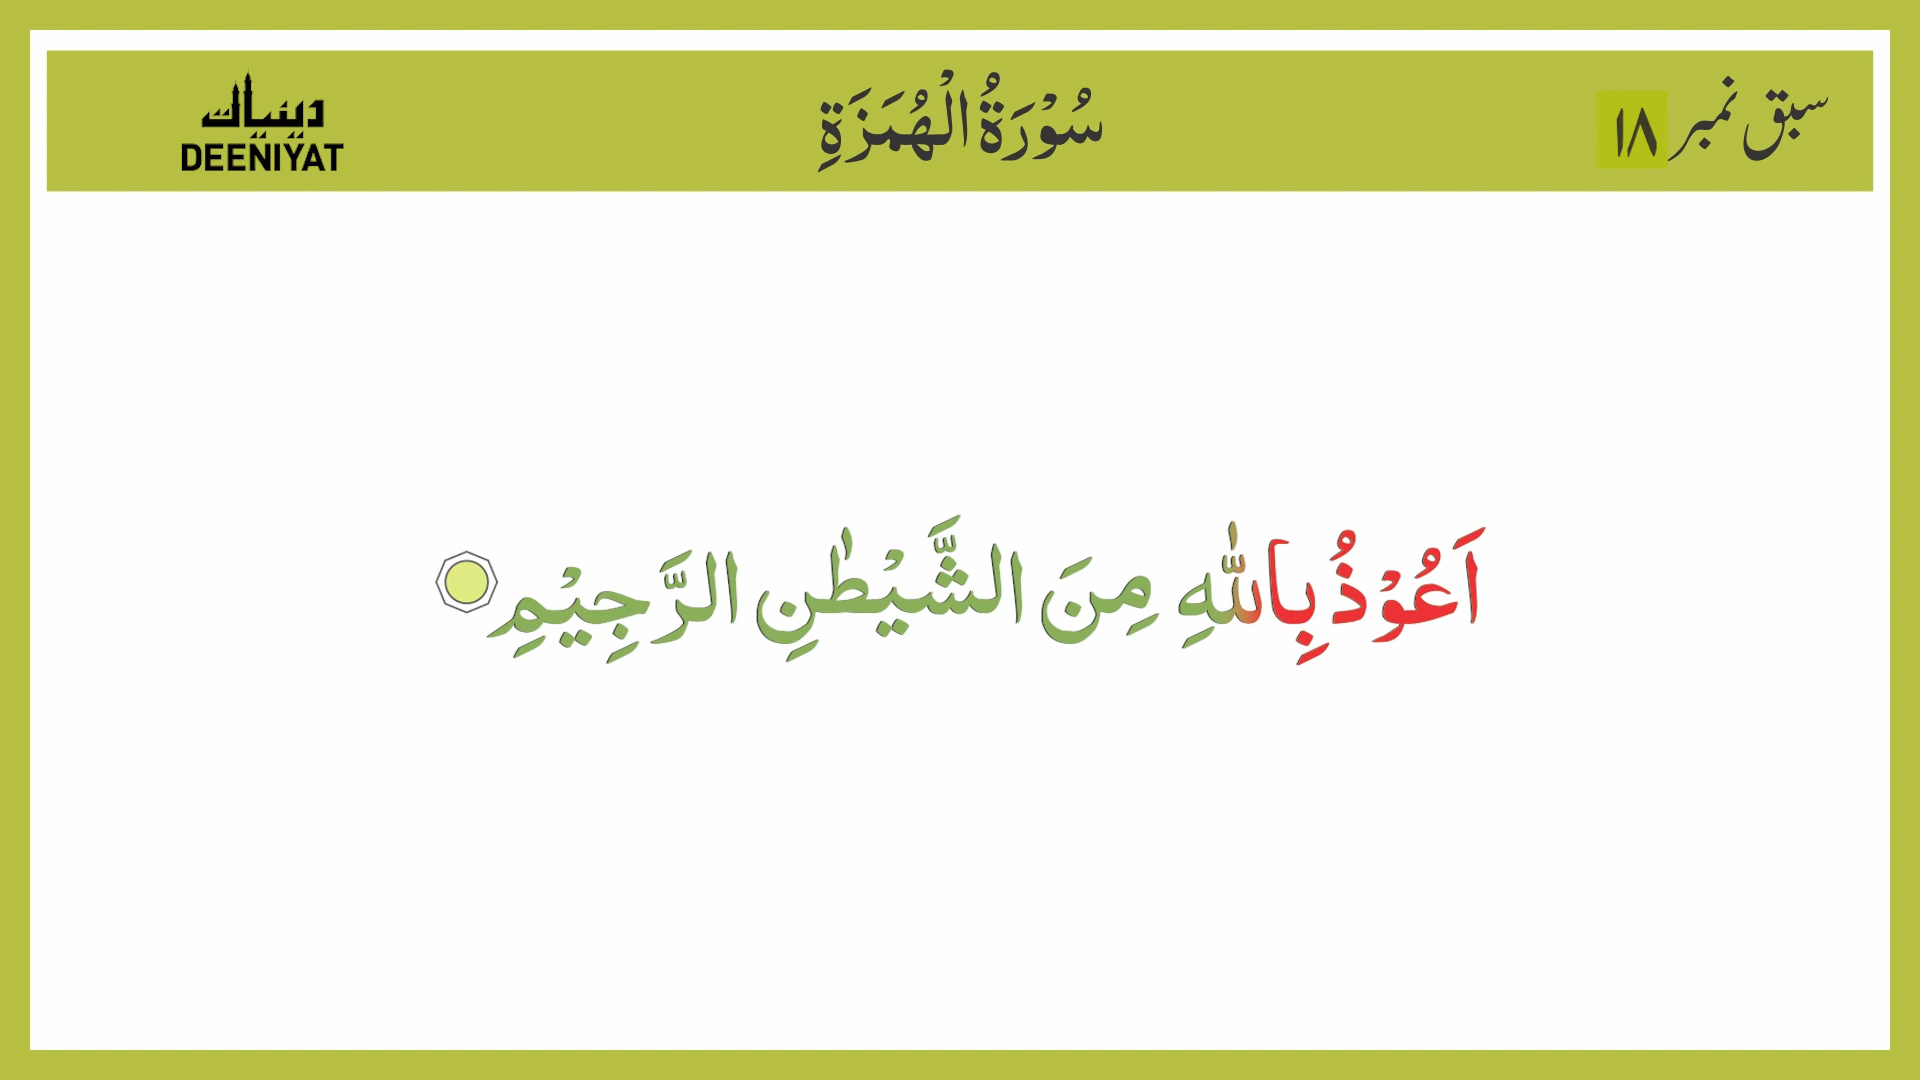 سبق نمبر ۱۸
سُوْرَةُ الْهُمَزَةِ
دینیات
DEENIYAT
اَعُوْذُ بِاللّٰهِ مِنَ الشَّيْطٰنِ الرَّجِيْمِ